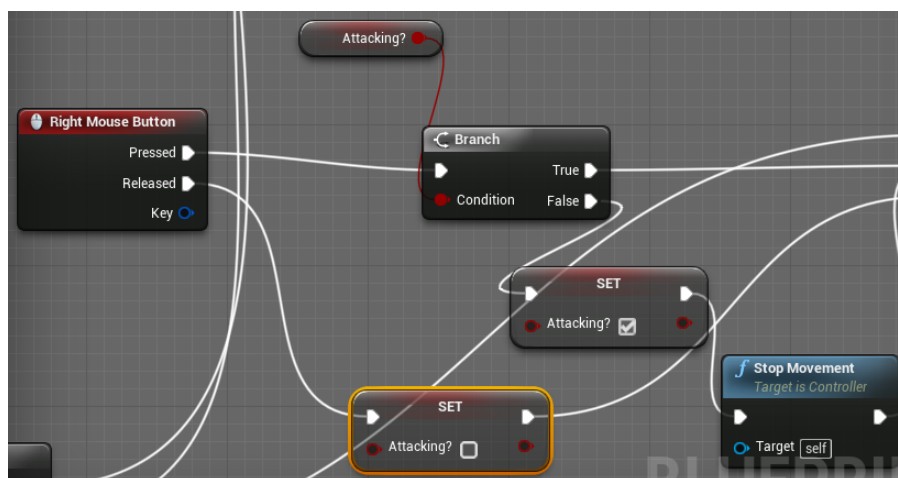 Attacking?
Right Mouse Button
Pressed
Released
Key
Branch
True
Condition
False
SET
Attacking?
Stop Movement
Target is Controller
Target self
SET
Attacking?